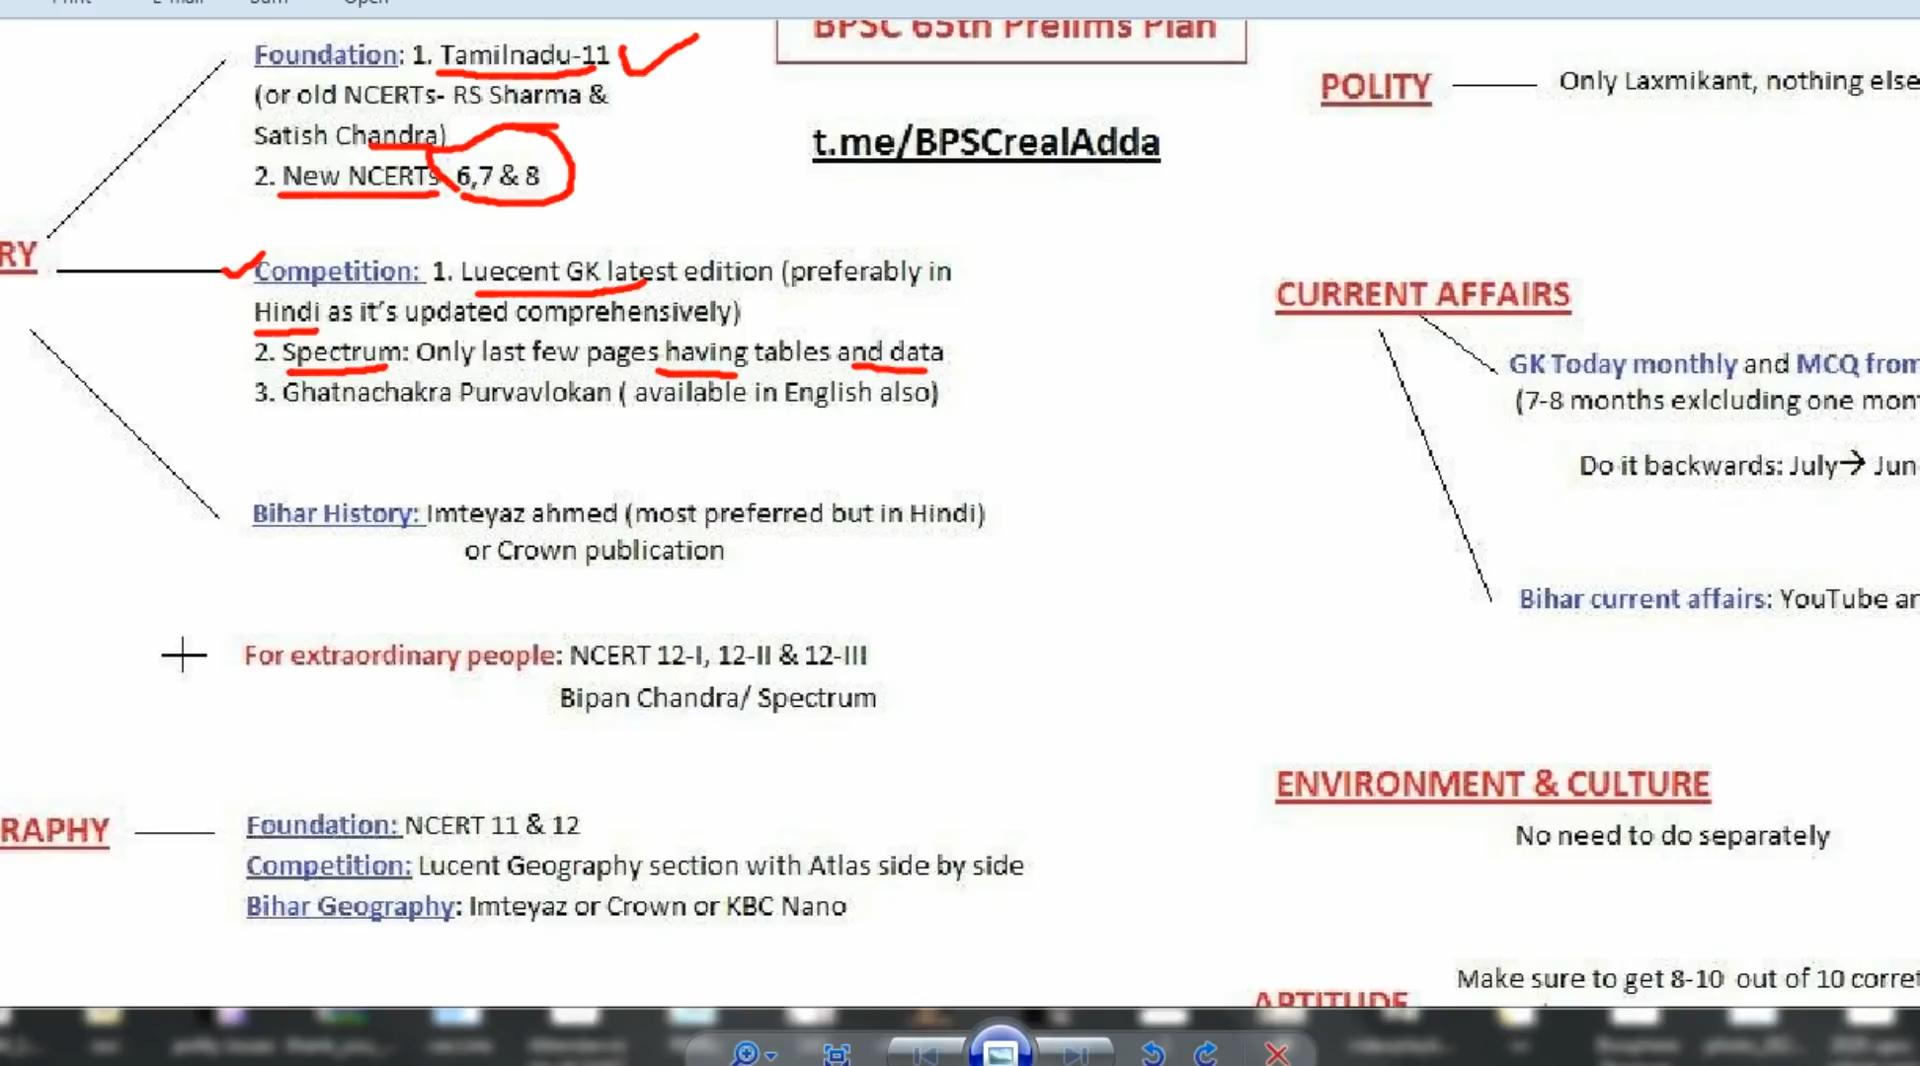 BPSC 65th Prelims Plan
t.me/BPSCrealAdda
RY
Foundation: 1. Tamilnadu-11
(or old NCERTs- RS Sharma &
Satish Chandra)
2. New NCERTs 6,7 & 8
Competition: 1. Luecent GK latest edition (preferably in
Hindi as it's updated comprehensively)
2. Spectrum: Only last few pages having tables and data
3. Ghatnachakra Purvavlokan ( available in English also)
Bihar History: Imteyaz ahmed (most preferred but in Hindi)
or Crown publication
For extraordinary people: NCERT 12-I, 12-II & 12-III
Bipan Chandra/ Spectrum
RAPHY
Foundation: NCERT 11 & 12
Competition: Lucent Geography section with Atlas side by side
Bihar Geography: Imteyaz or Crown or KBC Nano
POLITY
Only Laxmikant, nothing else
CURRENT AFFAIRS
GK Today monthly and MCQ from
(7-8 months exlcluding one mon
Do it backwards: July→ Jun
Bihar current affairs: YouTube an
ENVIRONMENT & CULTURE
No need to do separately
APTITUDE
Make sure to get 8-10 out of 10 corret